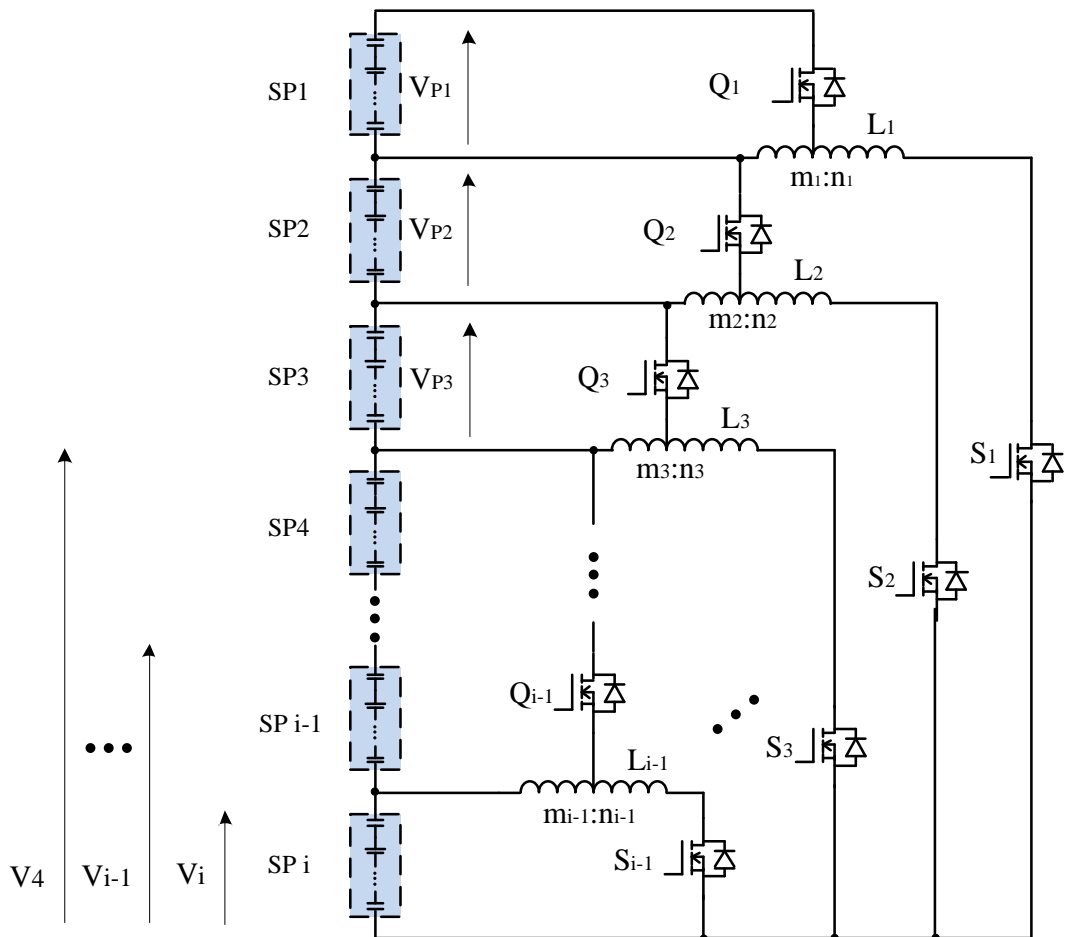 SP1
VP1
Q1
L1
m1:n1
SP2
VP2
Q2
L2
m2:n2
SP3
VP3
Q3
L3
m3:n3
S1
SP4
S2
SP i-1
Qi-1
S3
Li-1
mi-1:ni-1
SP i
Si-1
V4
Vi-1
Vi